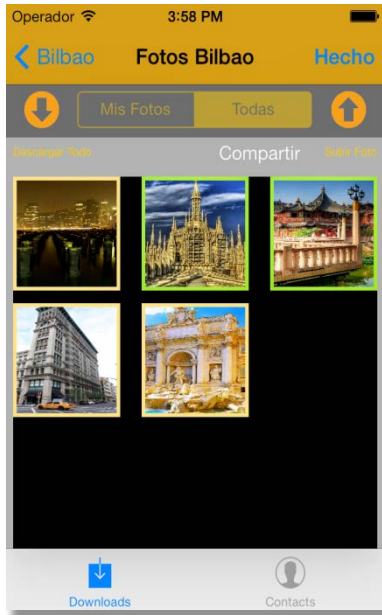 Operador 3:58 PM
Bilbao Fotos Bilbao Hecho
Mis Fotos Todas
Descargar Todo Compartir Subir Foto
Downloads Contacts